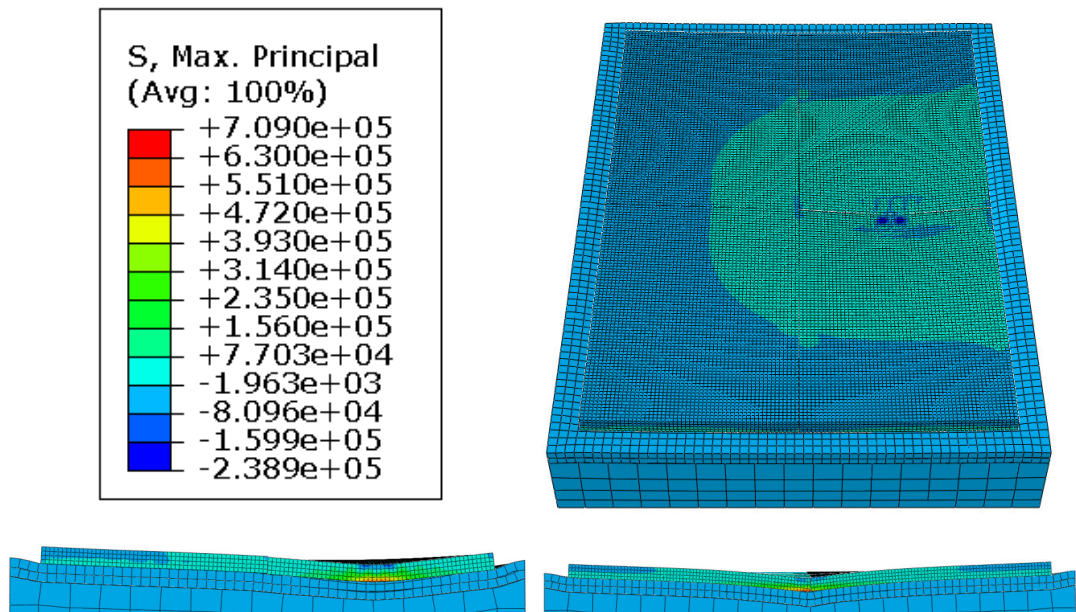 S, Max. Principal
(Avg: 100%)
+7.090e+05
+6.300e+05
+5.510e+05
+4.720e+05
+3.930e+05
+3.140e+05
+2.350e+05
+1.560e+05
+7.703e+04
-1.963e+03
-8.096e+04
-1.599e+05
-2.389e+05